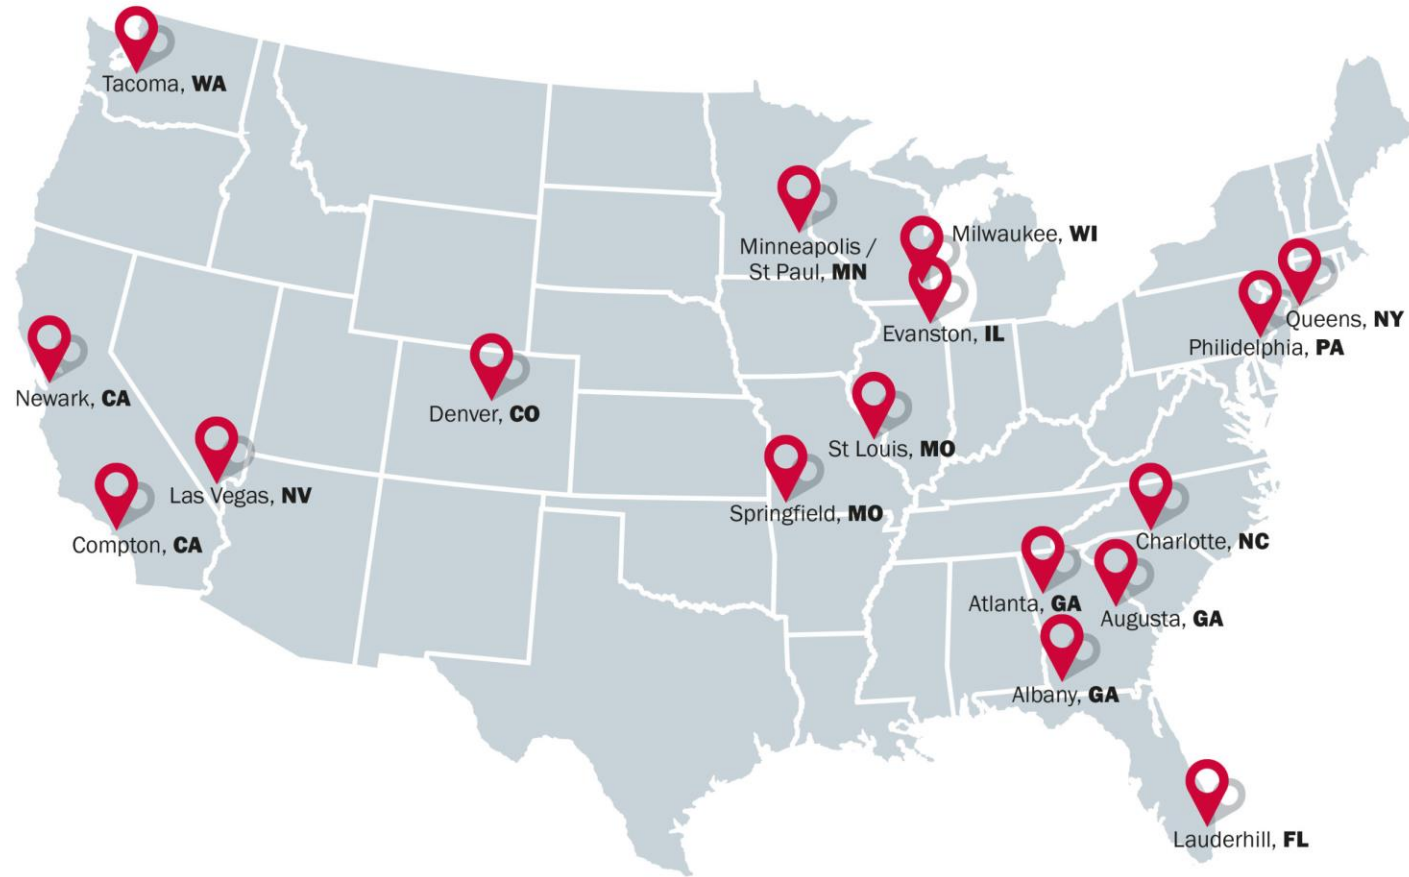 Tacoma, WA
Minneapolis /
St Paul, MN
Milwaukee, WI
Evanston, IL
Queens, NY
Philidelphia, PA
Newark, CA
Denver, CO
St Louis, MO
Las Vegas, NV
Springfield, MO
Compton, CA
Charlotte, NC
Atlanta, GA
Augusta, GA
Albany, GA
Lauderhill, FL